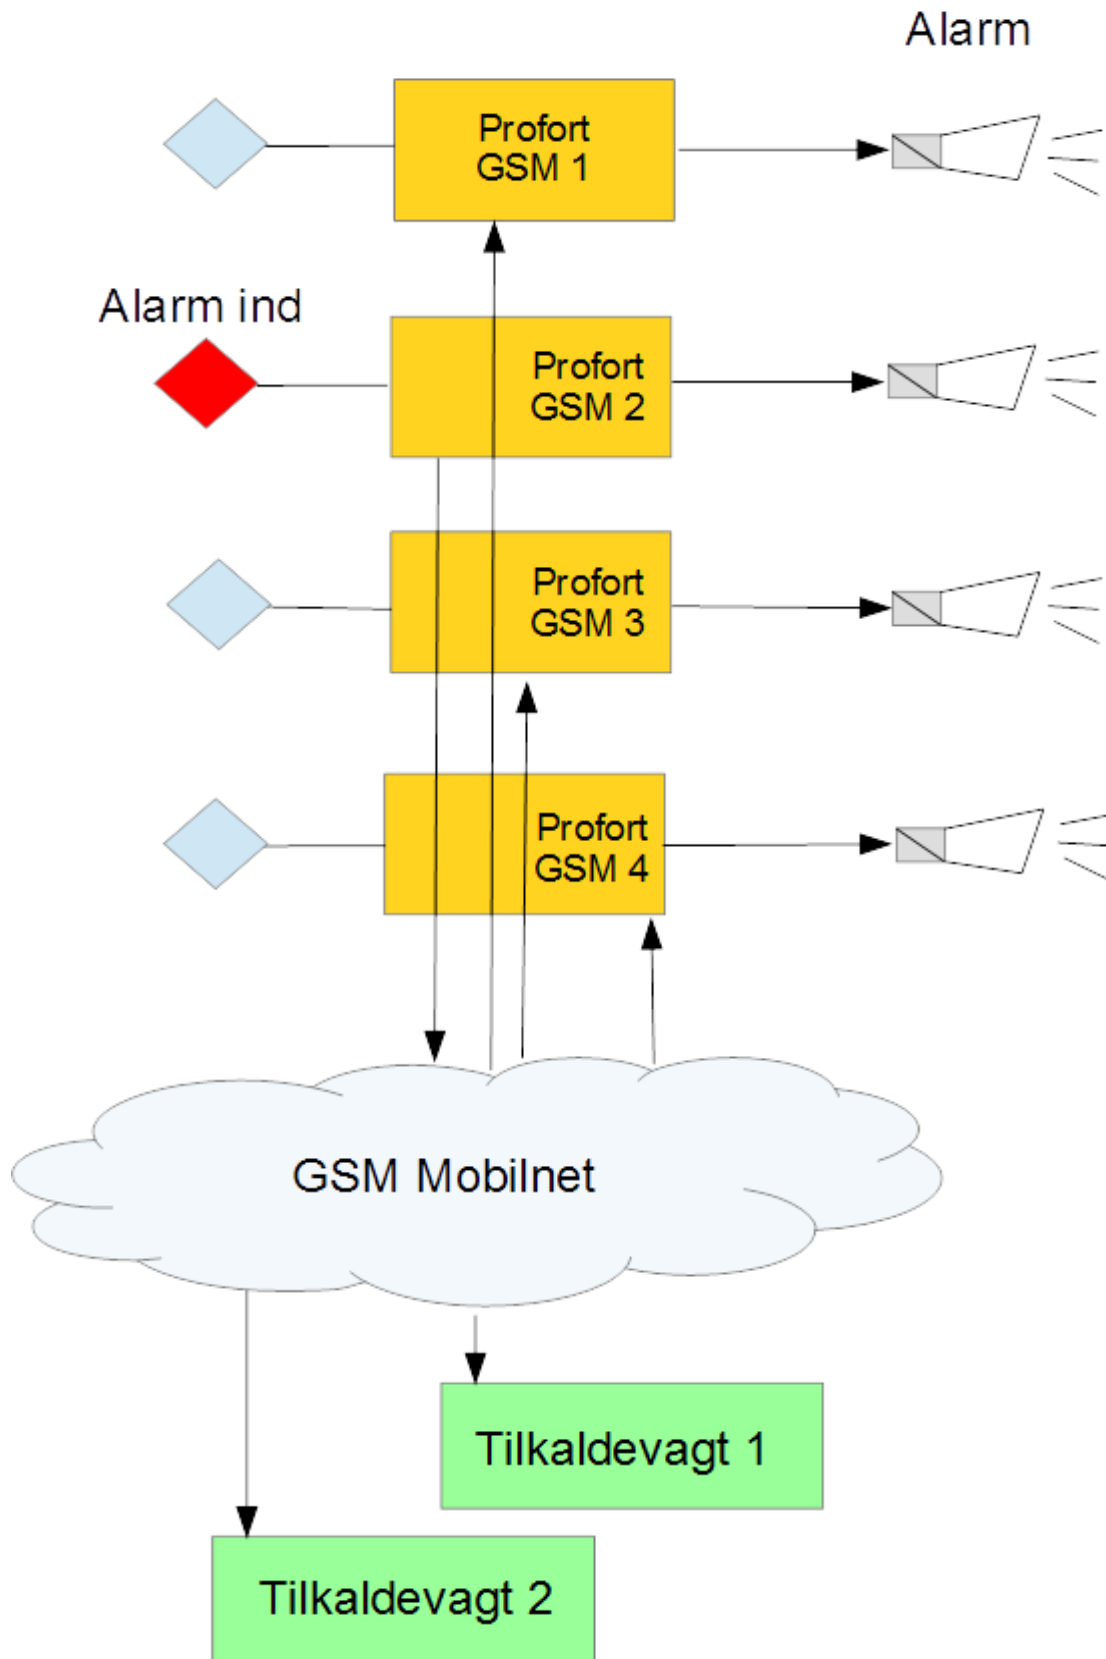 Alarm
Profort
GSM 1
Alarm ind
Profort
GSM 2
Profort
GSM 3
Profort
GSM 4
GSM Mobilnet
Tilkaldevagt 1
Tilkaldevagt 2